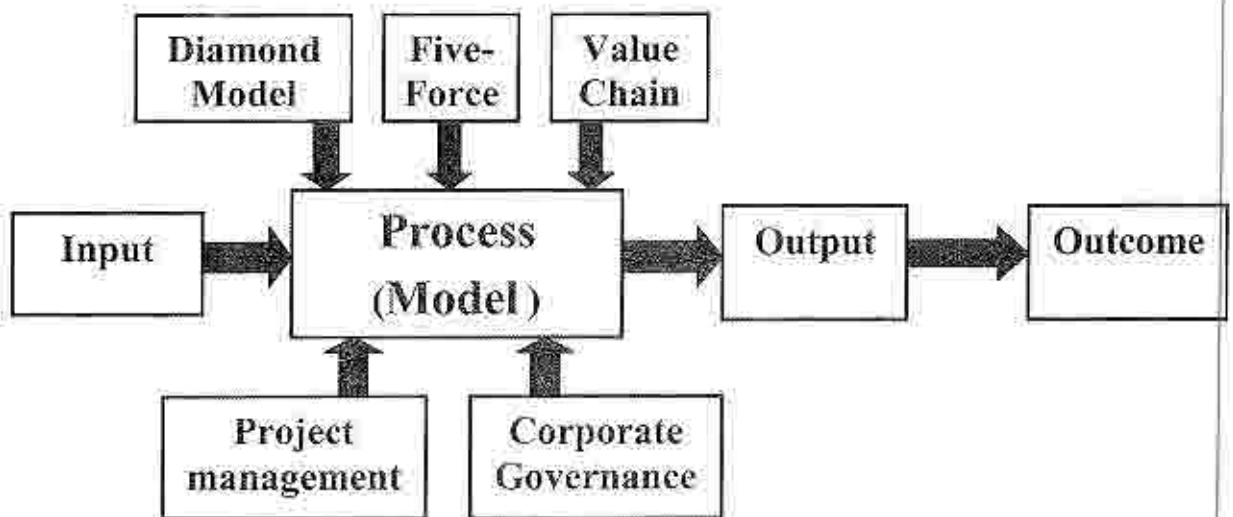 Diamond
Model
Five-
Force
Value
Chain
Input
Process
(Model)
Output
Outcome
Project
management
Corporate
Governance